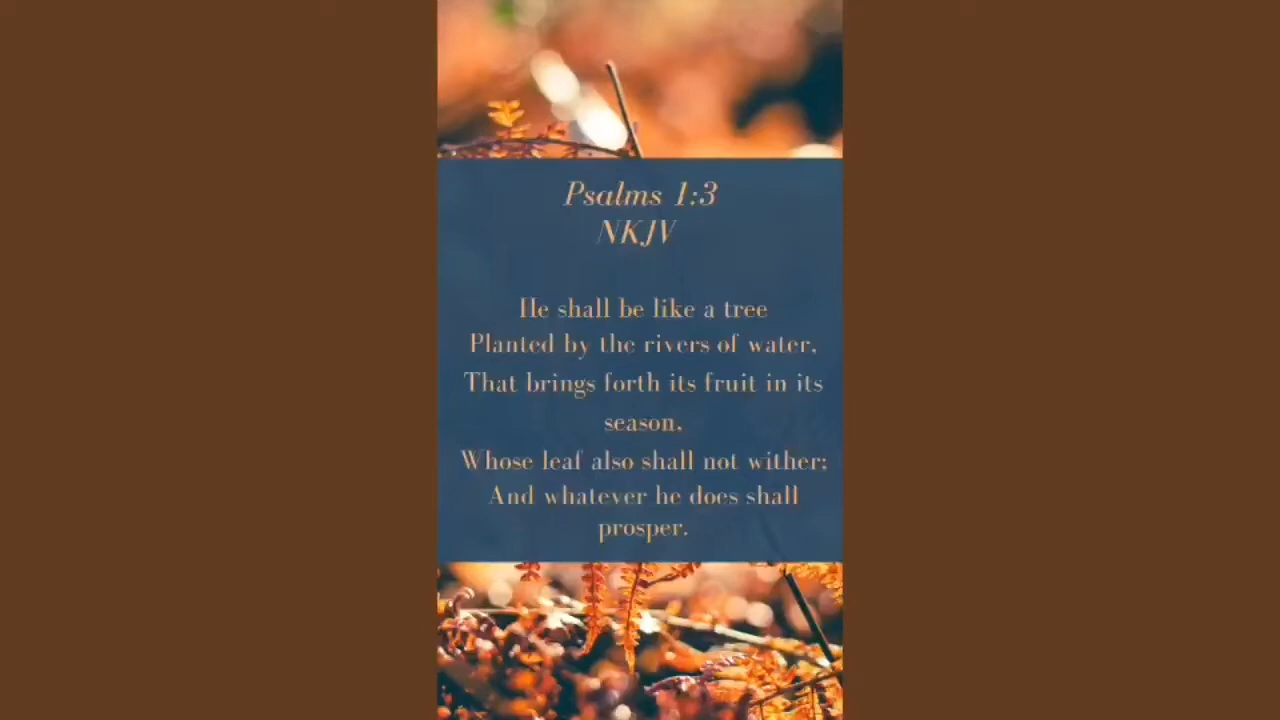 Psalms 1:3
NKJV
He shall be like a tree
Planted by the rivers of water,
That brings forth its fruit in its
season,
Whose leaf also shall not wither;
And whatever he does shall
prosper.